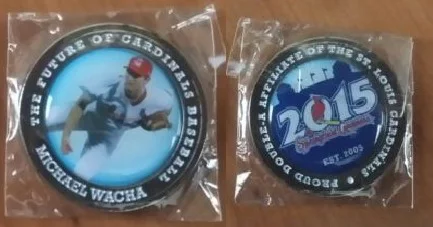 THE FUTURE OF CARDINALS BASEBALL
MICHAEL WACHA
PROUD DOUBLE-A AFFILIATE OF THE ST. LOUIS CARDINALS
2015
EST. 2005